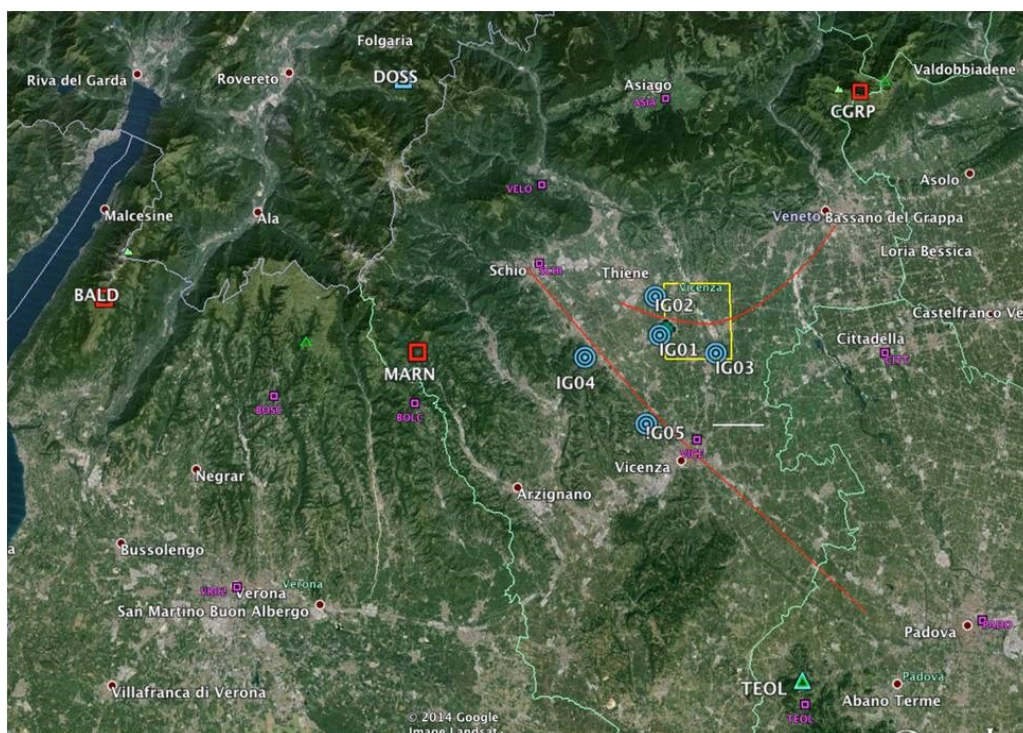 Folgaria
Riva del Garda
Rovereto
DOSS
Asiago
ASIA
Valdobbiadene
CGRP
VELO
Asolo
Malcesine
Ala
Veneto
Bassano del Grappa
Loria Bessica
Schio
SCHI
Thiene
Vicenza
BALD
IG02
Castelfranco Ve
IG01
IG03
Cittadella
CITT
MARN
IG04
BOSC
BOLC
IG05
VICE
Vicenza
Negrar
Arzignano
Bussolengo
a
Verona
Verona
San Martino Buon Albergo
Padova
PADO
Villafranca di Verona
TEOL
Padova
Abano Terme
TEOL
© 2014 Google
Image Landsat